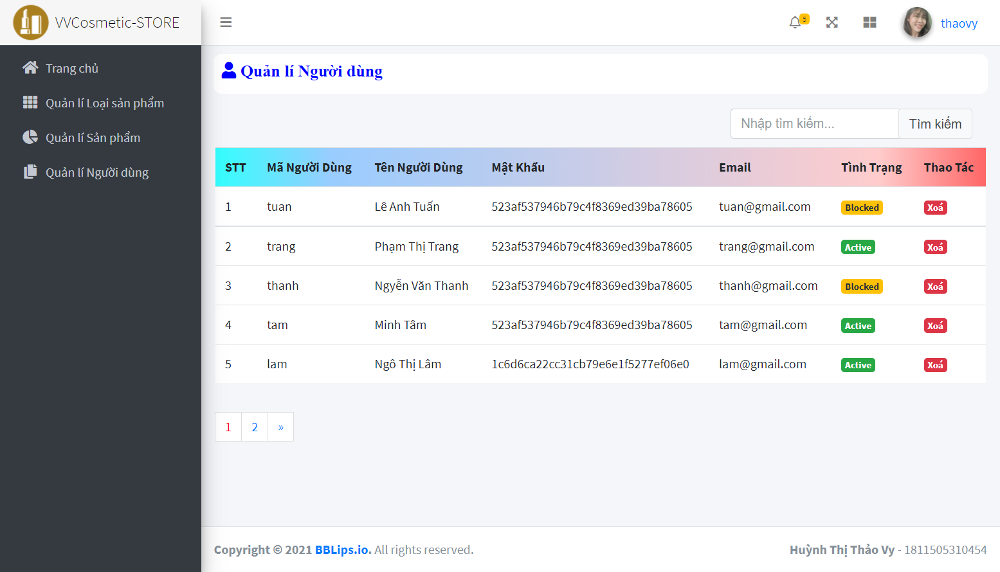 VVCosmetic-STORE
5
thaovy
Trang chủ
Quản lí Loại sản phẩm
Quản lí Sản phẩm
Quản lí Người dùng
Quản lí Người dùng
Nhập tìm kiếm... Tìm kiếm
STT Mã Người Dùng Tên Người Dùng Mật Khẩu Email Tình Trạng Thao Tác
1 tuan Lê Anh Tuấn 523af537946b79c4f8369ed39ba78605 tuan@gmail.com Blocked Xoá
2 trang Phạm Thị Trang 523af537946b79c4f8369ed39ba78605 trang@gmail.com Active Xoá
3 thanh Ngyễn Văn Thanh 523af537946b79c4f8369ed39ba78605 thanh@gmail.com Blocked Xoá
4 tam Minh Tâm 523af537946b79c4f8369ed39ba78605 tam@gmail.com Active Xoá
5 lam Ngô Thị Lâm 1c6d6ca22cc31cb79e6e1f5277ef06e0 lam@gmail.com Active Xoá
1 2 »
Copyright © 2021 BBLips.io. All rights reserved. Huỳnh Thị Thảo Vy - 1811505310454